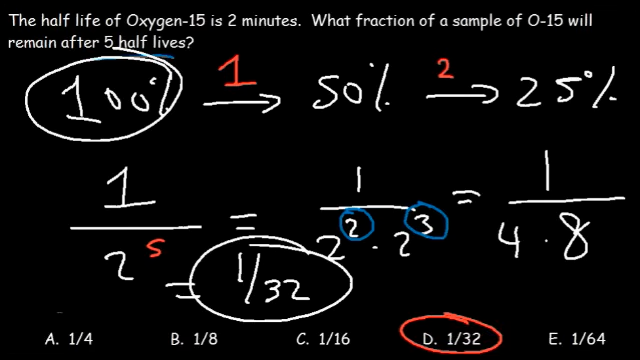 The half life of Oxygen-15 is 2 minutes. What fraction of a sample of O-15 will
remain after 5 half lives?
100% 1→ 50% 2→ 25%
1/2^5 = 1/(2^2 · 2^3) = 1/(4 · 8)
= 1/32
A. 1/4 B. 1/8 C. 1/16 D. 1/32 E. 1/64